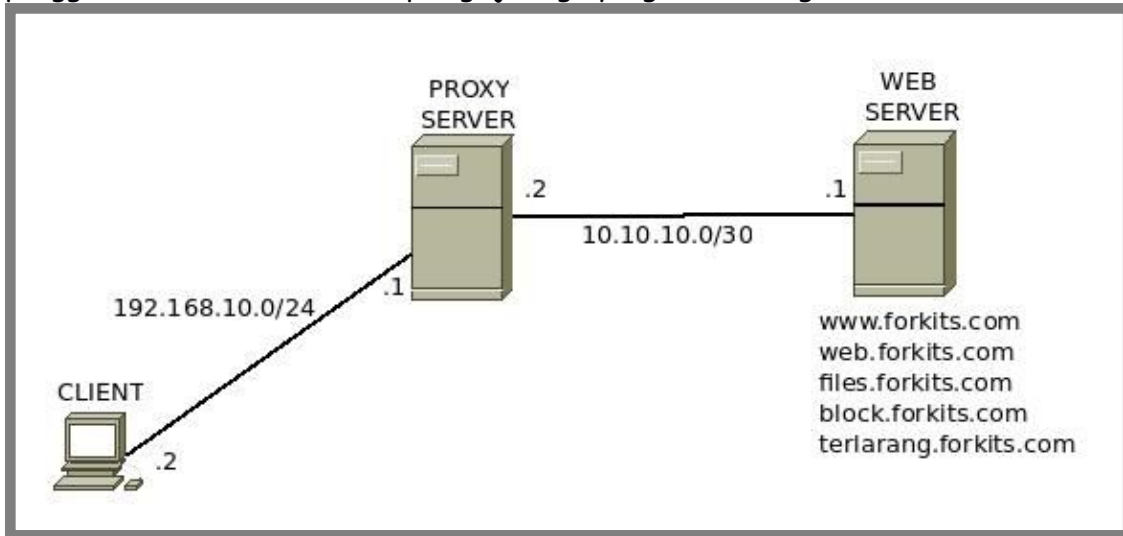 PROXY
SERVER
WEB
SERVER
.2
.1
10.10.10.0/30
.1
192.168.10.0/24
CLIENT
.2
www.forkits.com
web.forkits.com
files.forkits.com
block.forkits.com
terlarang.forkits.com